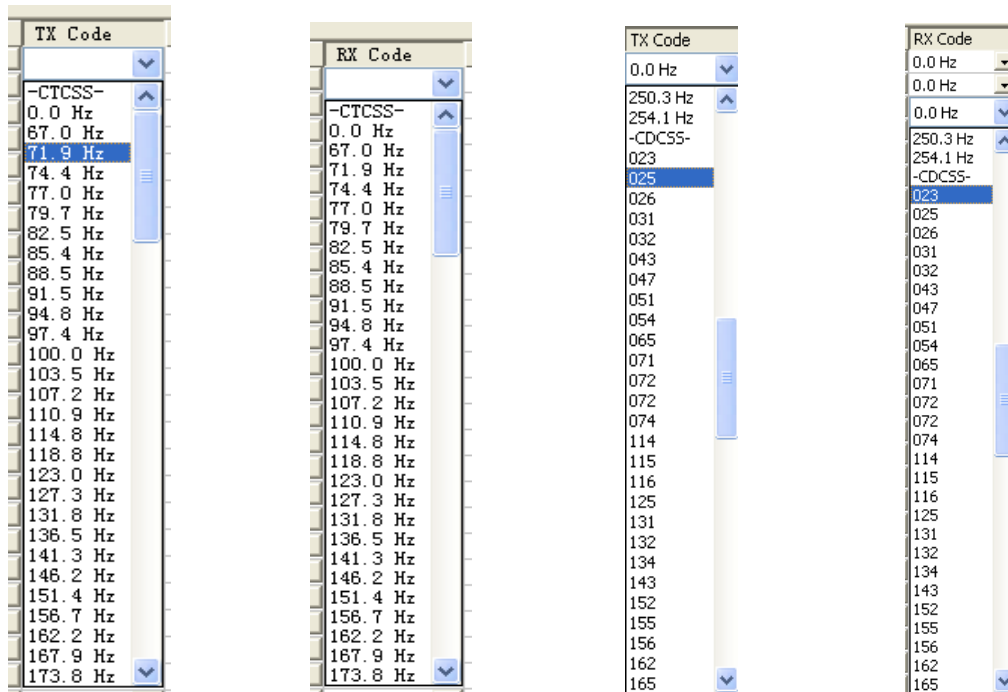 TX Code
-CTCSS-
0.0 Hz
67.0 Hz
71.9 Hz
74.4 Hz
77.0 Hz
79.7 Hz
82.5 Hz
85.4 Hz
88.5 Hz
91.5 Hz
94.8 Hz
97.4 Hz
100.0 Hz
103.5 Hz
107.2 Hz
110.9 Hz
114.8 Hz
118.8 Hz
123.0 Hz
127.3 Hz
131.8 Hz
136.5 Hz
141.3 Hz
146.2 Hz
151.4 Hz
156.7 Hz
162.2 Hz
167.9 Hz
173.8 Hz
RX Code
-CTCSS-
0.0 Hz
67.0 Hz
71.9 Hz
74.4 Hz
77.0 Hz
79.7 Hz
82.5 Hz
85.4 Hz
88.5 Hz
91.5 Hz
94.8 Hz
97.4 Hz
100.0 Hz
103.5 Hz
107.2 Hz
110.9 Hz
114.8 Hz
118.8 Hz
123.0 Hz
127.3 Hz
131.8 Hz
136.5 Hz
141.3 Hz
146.2 Hz
151.4 Hz
156.7 Hz
162.2 Hz
167.9 Hz
173.8 Hz
TX Code
0.0 Hz
250.3 Hz
254.1 Hz
-CDCSS-
023
025
026
031
032
043
047
051
054
065
071
072
072
074
114
115
116
125
131
132
134
143
152
155
156
162
165
RX Code
0.0 Hz
0.0 Hz
0.0 Hz
250.3 Hz
254.1 Hz
-CDCSS-
023
025
026
031
032
043
047
051
054
065
071
072
072
074
114
115
116
125
131
132
134
143
152
155
156
162
165